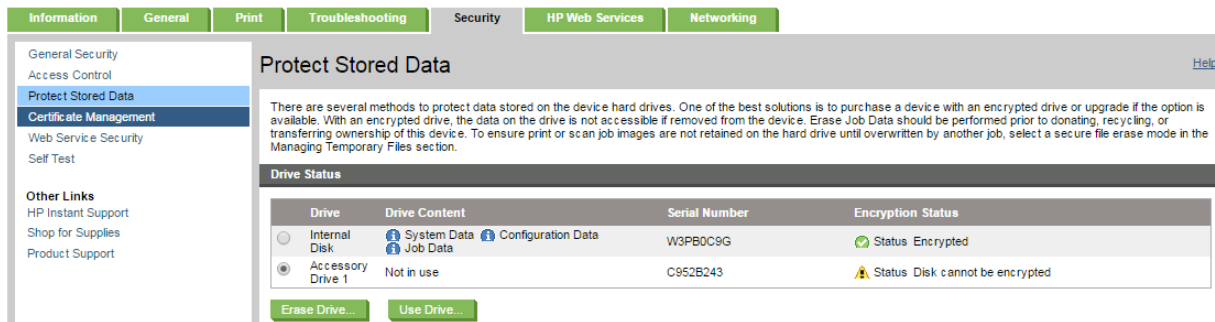 Information General Print Troubleshooting Security HP Web Services Networking
General Security
Access Control
Protect Stored Data
Certificate Management
Web Service Security
Self Test
Other Links
HP Instant Support
Shop for Supplies
Product Support
Protect Stored Data
Help
There are several methods to protect data stored on the device hard drives. One of the best solutions is to purchase a device with an encrypted drive or upgrade if the option is
available. With an encrypted drive, the data on the drive is not accessible if removed from the device. Erase Job Data should be performed prior to donating, recycling, or
transferring ownership of this device. To ensure print or scan job images are not retained on the hard drive until overwritten by another job, select a secure file erase mode in the
Managing Temporary Files section.
Drive Status
Drive Drive Content Serial Number Encryption Status
Internal
Disk
System Data Configuration Data
Job Data
W3PB0C9G
Status Encrypted
Accessory
Drive 1
Not in use
C952B243
Status Disk cannot be encrypted
Erase Drive... Use Drive...